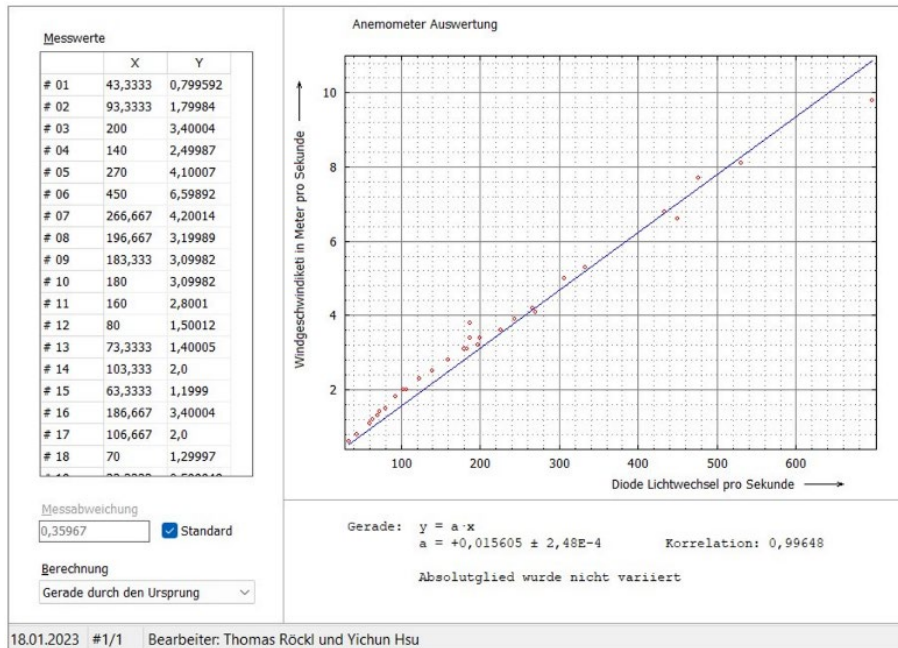 Anemometer Auswertung
Messwerte
X Y
# 01 43,3333 0,799592
# 02 93,3333 1,79984
# 03 200 3,40004
# 04 140 2,49987
# 05 270 4,10007
# 06 450 6,59892
# 07 266,667 4,20014
# 08 196,667 3,19989
# 09 183,333 3,09982
# 10 180 3,09982
# 11 160 2,8001
# 12 80 1,50012
# 13 73,3333 1,40005
# 14 103,333 2,0
# 15 63,3333 1,1999
# 16 186,667 3,40004
# 17 106,667 2,0
# 18 70 1,29997
Messabweichung
0,35967 Standard
Berechnung
Gerade durch den Ursprung
Windgeschwindiketi in Meter pro Sekunde
10
8
6
4
2
100 200 300 400 500 600
Diode Lichtwechsel pro Sekunde
Gerade: y = a·x
a = +0,015605 ± 2,48E-4 Korrelation: 0,99648
Absolutglied wurde nicht variiert
18.01.2023 #1/1 Bearbeiter: Thomas Röckl und Yichun Hsu